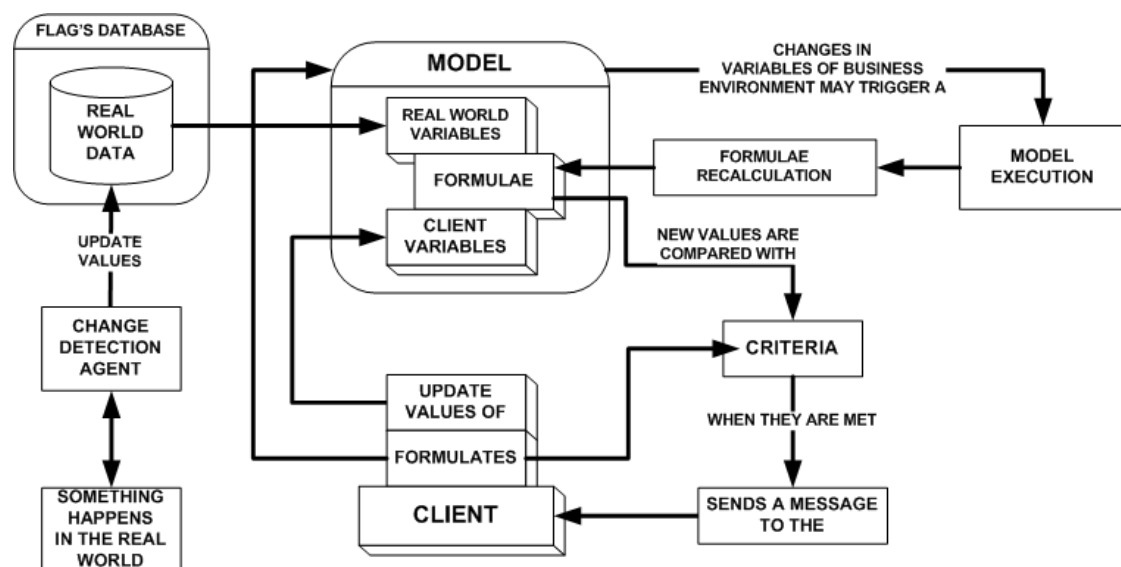 FLAG'S DATABASE
REAL
WORLD
DATA
UPDATE
VALUES
CHANGE
DETECTION
AGENT
SOMETHING
HAPPENS
IN THE REAL
WORLD
MODEL
REAL WORLD
VARIABLES
FORMULAE
CLIENT
VARIABLES
CHANGES IN
VARIABLES OF BUSINESS
ENVIRONMENT MAY TRIGGER A
MODEL
EXECUTION
FORMULAE
RECALCULATION
NEW VALUES ARE
COMPARED WITH
CRITERIA
WHEN THEY ARE MET
SENDS A MESSAGE
TO THE
UPDATE
VALUES OF
FORMULATES
CLIENT